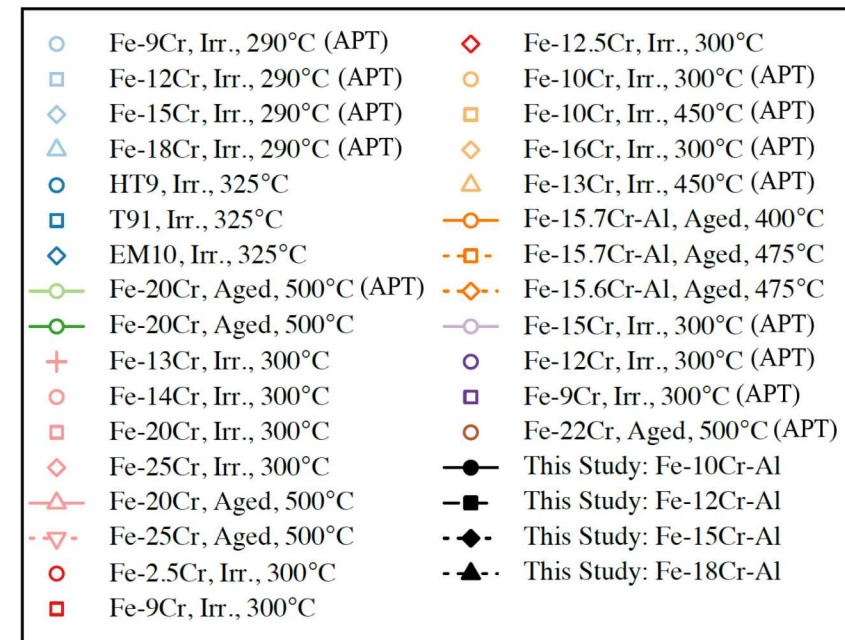 Fe-9Cr, Irr., 290°C (APT)
Fe-12Cr, Irr., 290°C (APT)
Fe-15Cr, Irr., 290°C (APT)
Fe-18Cr, Irr., 290°C (APT)
HT9, Irr., 325°C
T91, Irr., 325°C
EM10, Irr., 325°C
Fe-20Cr, Aged, 500°C (APT)
Fe-20Cr, Aged, 500°C
Fe-13Cr, Irr., 300°C
Fe-14Cr, Irr., 300°C
Fe-20Cr, Irr., 300°C
Fe-25Cr, Irr., 300°C
Fe-20Cr, Aged, 500°C
Fe-25Cr, Aged, 500°C
Fe-2.5Cr, Irr., 300°C
Fe-9Cr, Irr., 300°C
Fe-12.5Cr, Irr., 300°C
Fe-10Cr, Irr., 300°C (APT)
Fe-10Cr, Irr., 450°C (APT)
Fe-16Cr, Irr., 300°C (APT)
Fe-13Cr, Irr., 450°C (APT)
Fe-15.7Cr-Al, Aged, 400°C
Fe-15.7Cr-Al, Aged, 475°C
Fe-15.6Cr-Al, Aged, 475°C
Fe-15Cr, Irr., 300°C (APT)
Fe-12Cr, Irr., 300°C (APT)
Fe-9Cr, Irr., 300°C (APT)
Fe-22Cr, Aged, 500°C (APT)
This Study: Fe-10Cr-Al
This Study: Fe-12Cr-Al
This Study: Fe-15Cr-Al
This Study: Fe-18Cr-Al